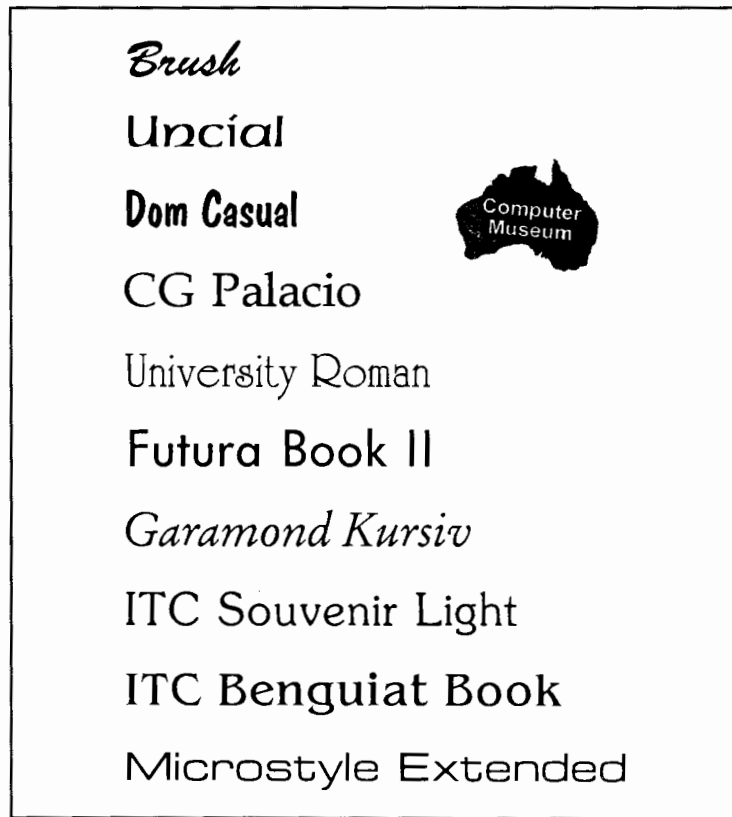 Brush
Uncial
Dom Casual
Computer
Museum
CG Palacio
University Roman
Futura Book II
Garamond Kursiv
ITC Souvenir Light
ITC Benguiat Book
Microstyle Extended